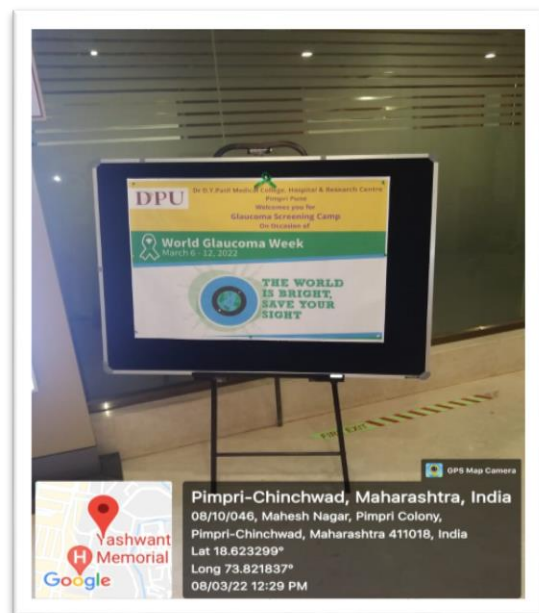 DPU
Dr D.Y.Patil Medical College, Hospital & Research Centre
Pimpri Pune
Welcomes you for
Glaucoma Screening Camp
On Occasion of
World Glaucoma Week
March 6 - 12, 2022
THE WORLD
IS BRIGHT,
SAVE YOUR
SIGHT
FIRE EXIT
GPS Map Camera
Yashwant
H Memorial
Google
Pimpri-Chinchwad, Maharashtra, India
08/10/046, Mahesh Nagar, Pimpri Colony,
Pimpri-Chinchwad, Maharashtra 411018, India
Lat 18.623299°
Long 73.821837°
08/03/22 12:29 PM